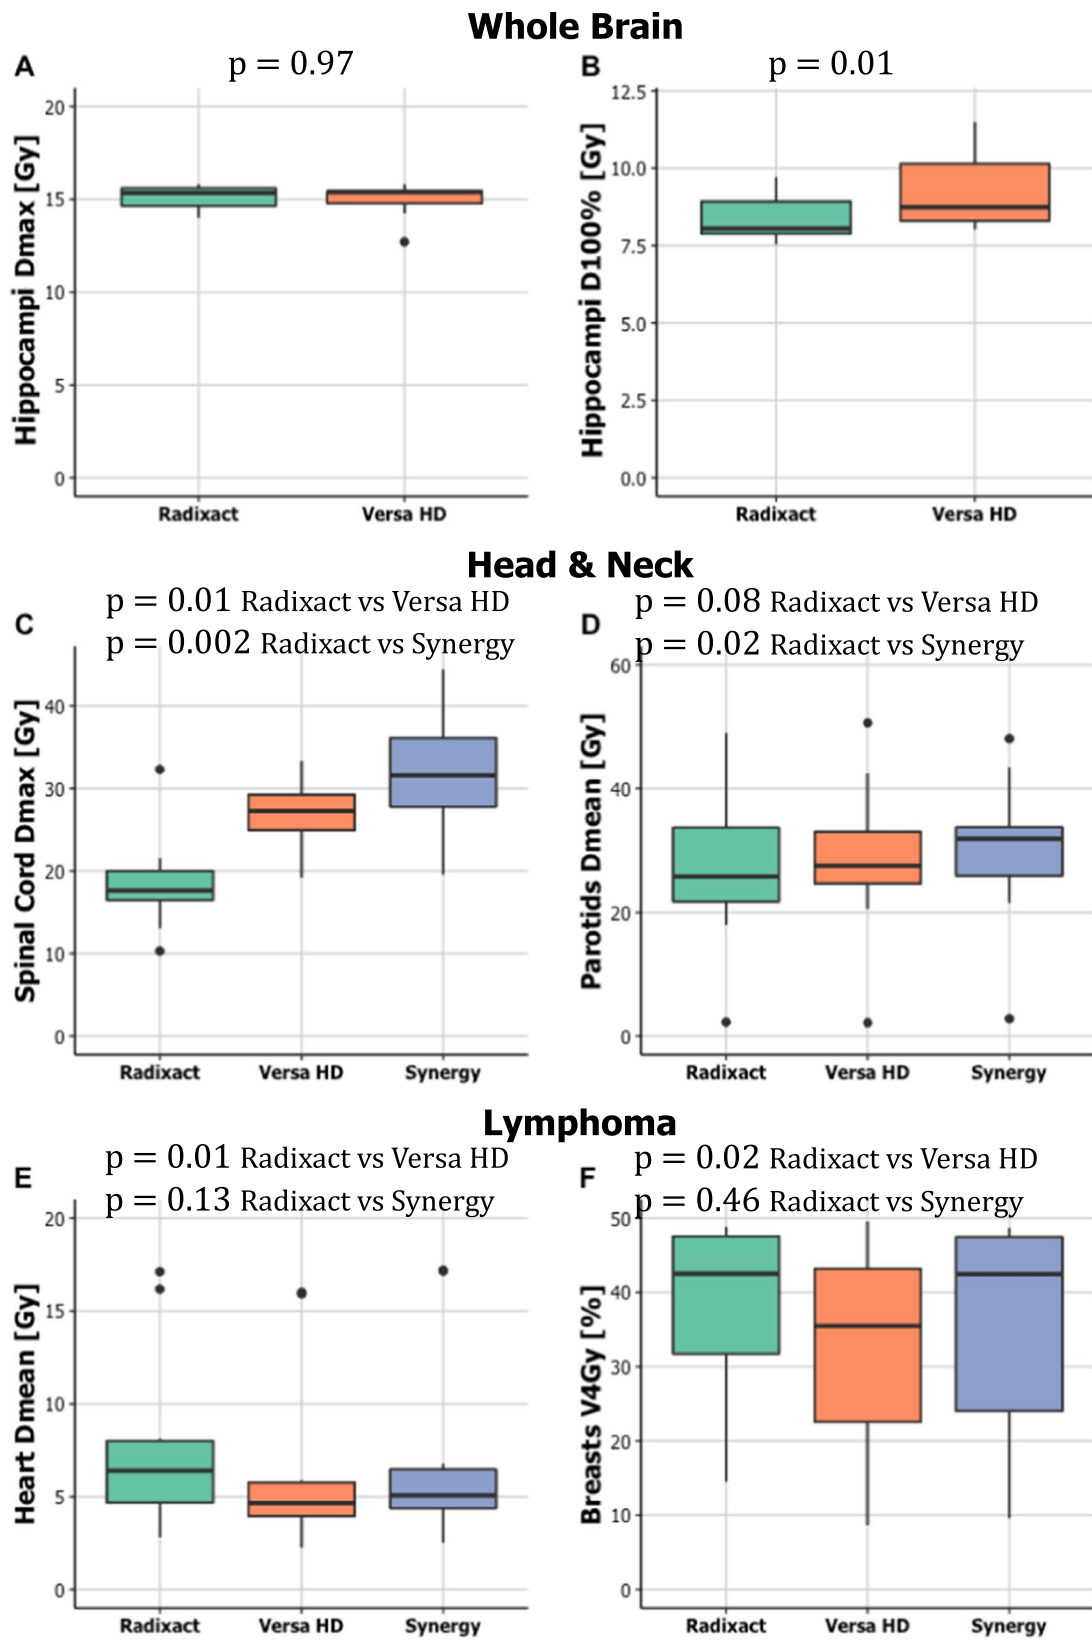 Whole Brain
A
p = 0.97
B
p = 0.01
Hippocampi Dmax [Gy]
20
15
10
5
0
Radixact Versa HD
Hippocampi D100% [Gy]
12.5
10.0
7.5
5.0
2.5
0.0
Radixact Versa HD
Head & Neck
C
p = 0.01 Radixact vs Versa HD
p = 0.002 Radixact vs Synergy
Spinal Cord Dmax [Gy]
40
30
20
10
0
Radixact Versa HD Synergy
D
p = 0.08 Radixact vs Versa HD
p = 0.02 Radixact vs Synergy
Parotids Dmean [Gy]
60
40
20
0
Radixact Versa HD Synergy
Lymphoma
E
p = 0.01 Radixact vs Versa HD
p = 0.13 Radixact vs Synergy
Heart Dmean [Gy]
20
15
10
5
0
Radixact Versa HD Synergy
F
p = 0.02 Radixact vs Versa HD
p = 0.46 Radixact vs Synergy
Breasts V4Gy [%]
50
40
30
20
10
0
Radixact Versa HD Synergy